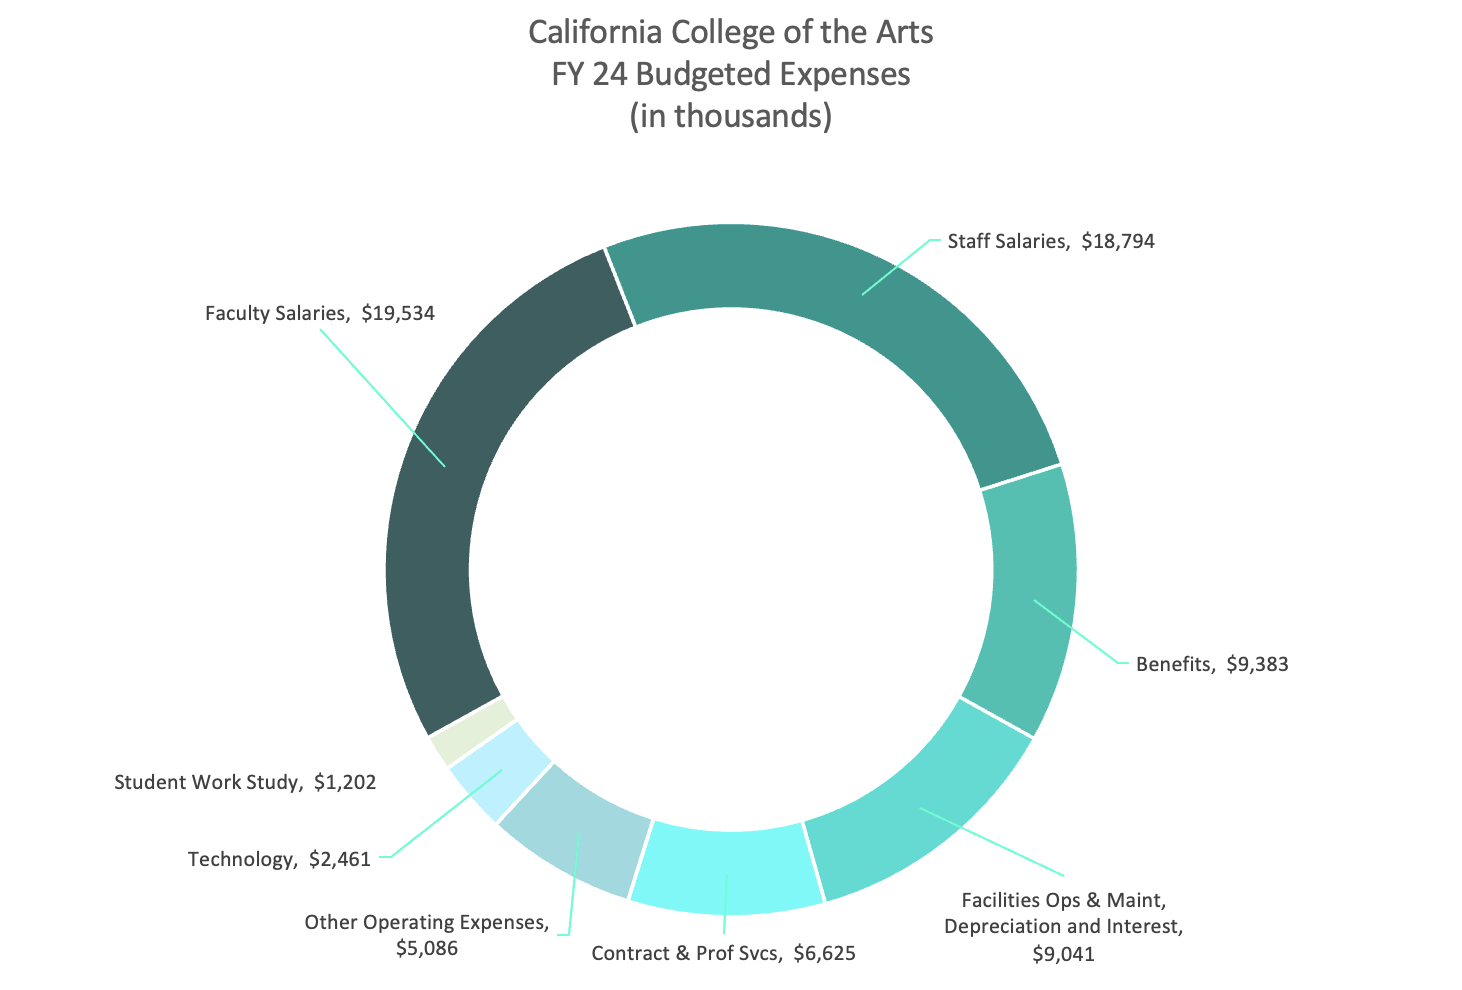 California College of the Arts
FY 24 Budgeted Expenses
(in thousands)
Staff Salaries,  $18,794
Faculty Salaries,  $19,534
Benefits,  $9,383
Student Work Study,  $1,202
Technology,  $2,461
Other Operating Expenses,
$5,086
Contract & Prof Svcs,  $6,625
Facilities Ops & Maint,
Depreciation and Interest,
$9,041